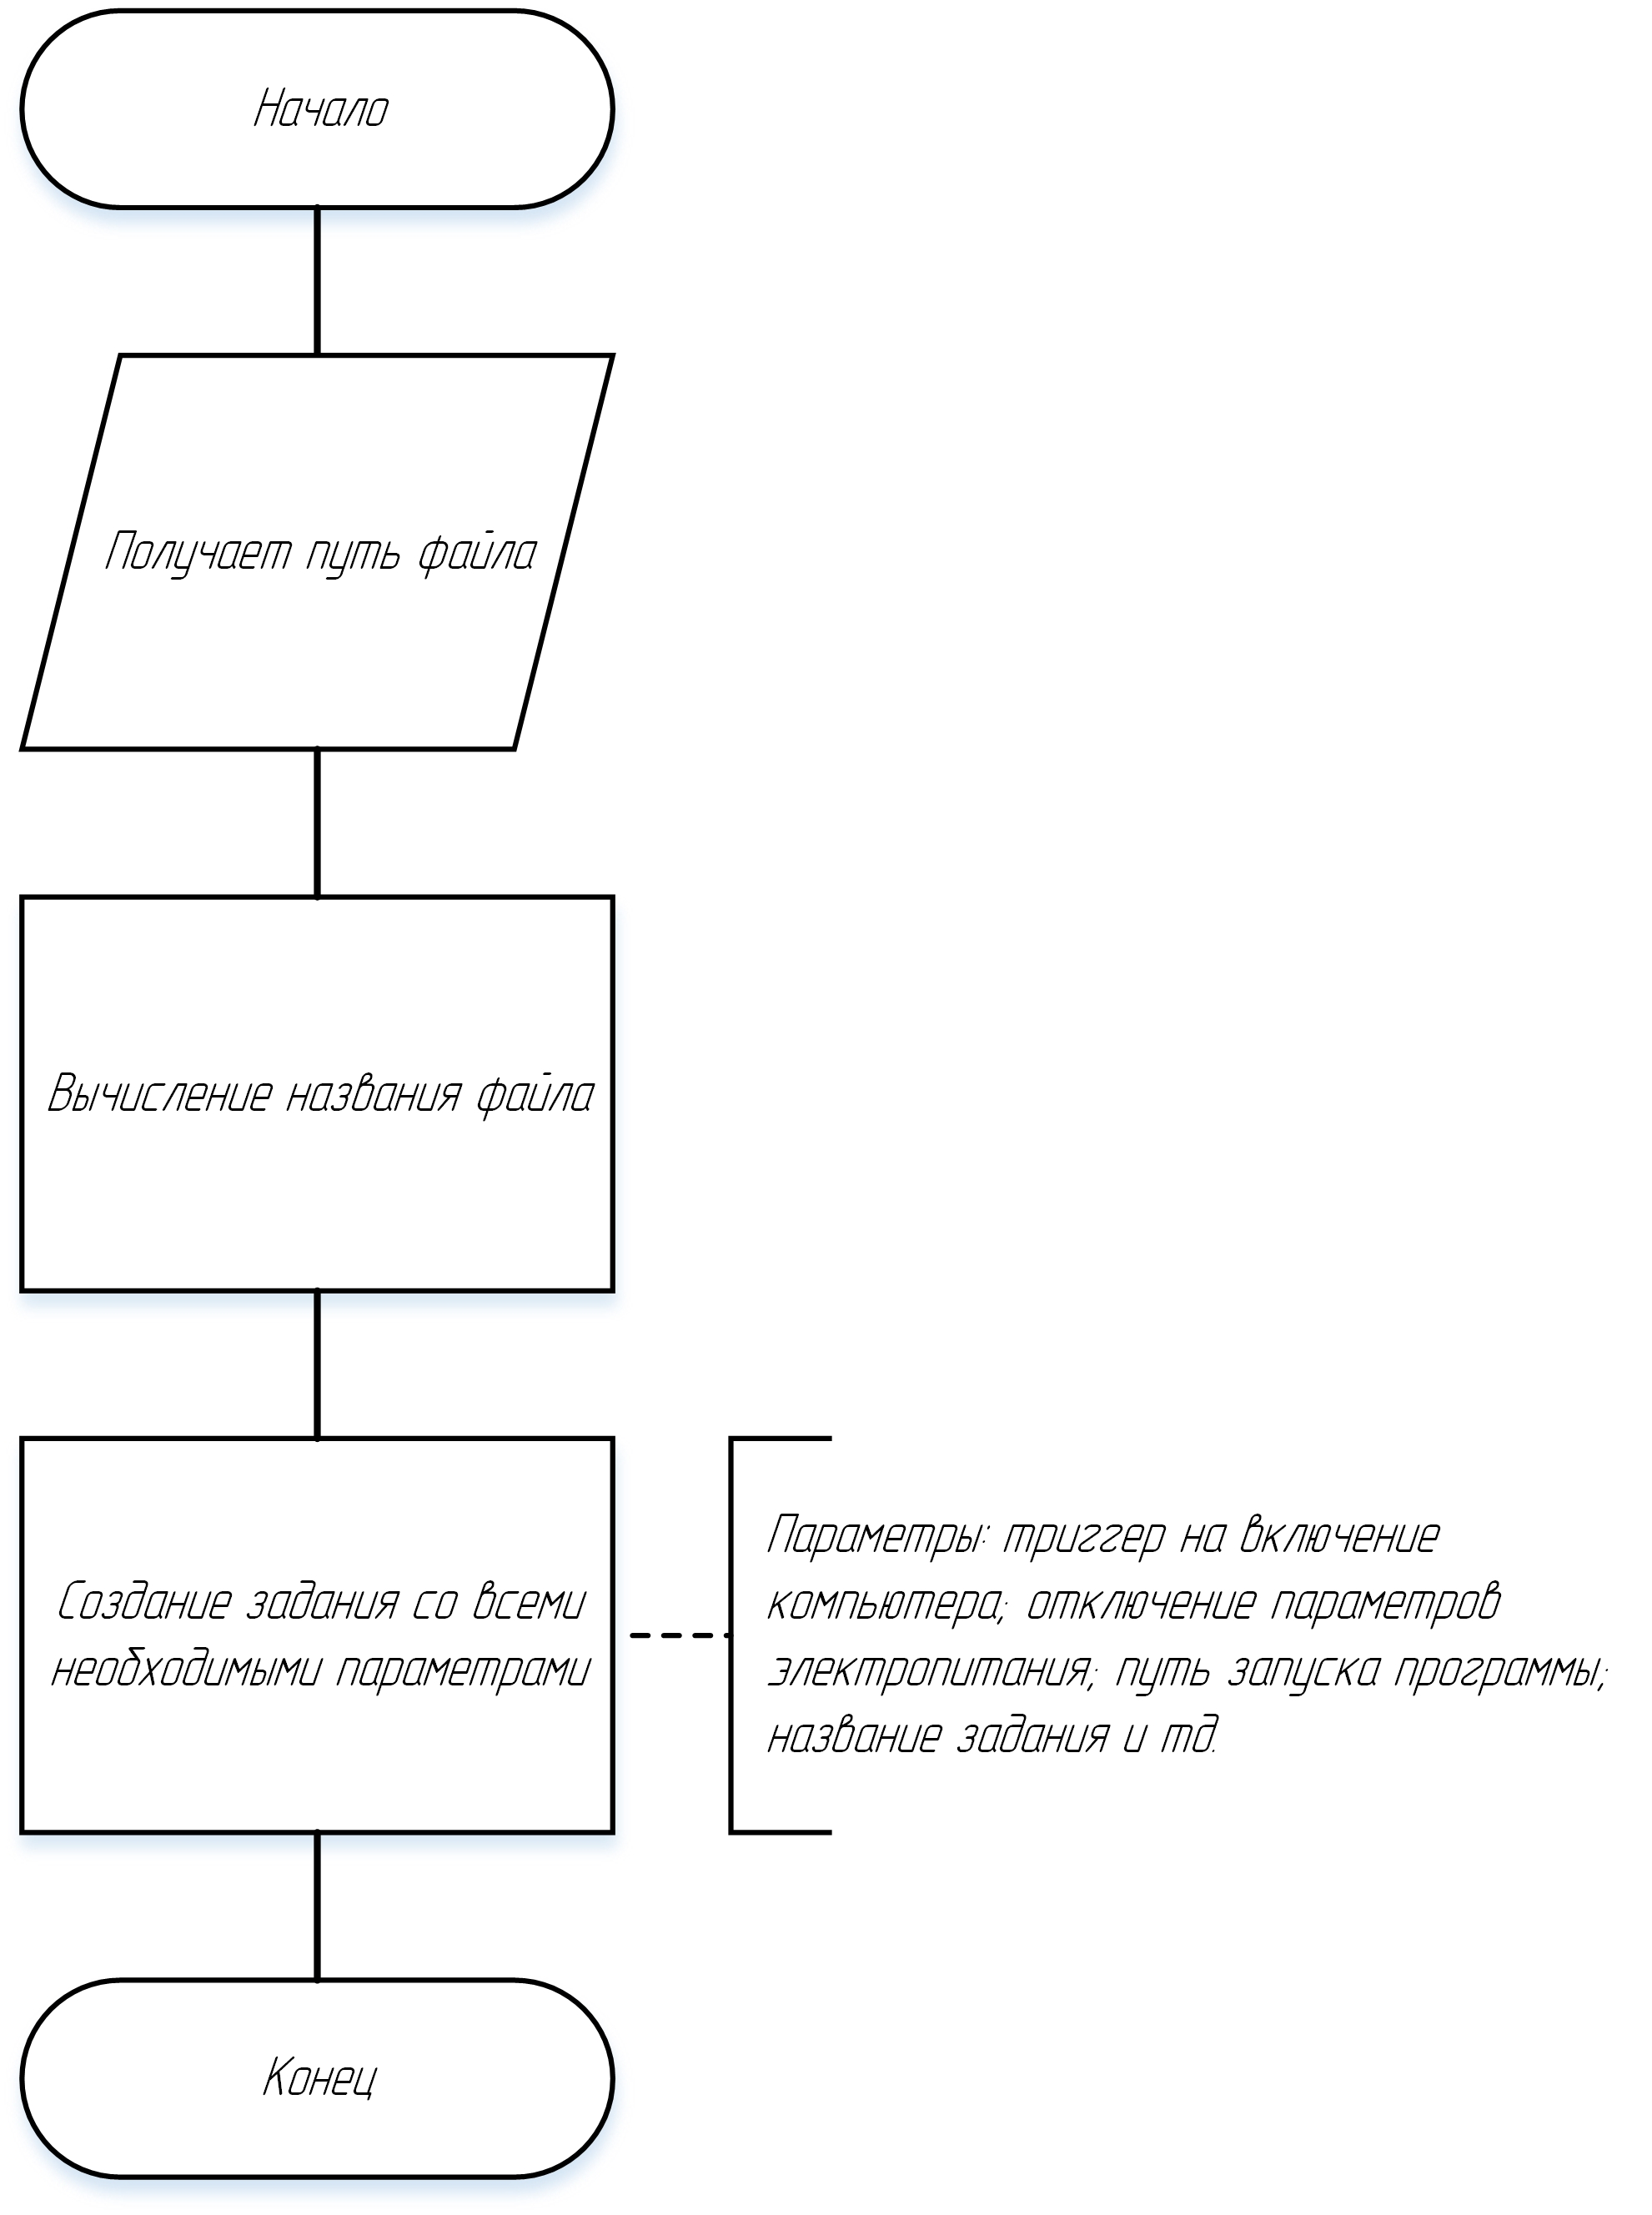 Начало
Получает путь файла
Вычисление названия файла
Создание задания со всеми
необходимыми параметрами
Параметры: триггер на включение
компьютера; отключение параметров
электропитания; путь запуска программы;
название задания и тд.
Конец